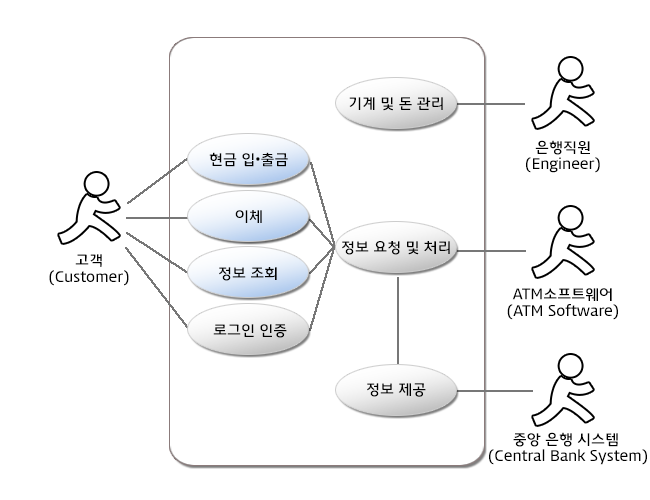 기계 및 돈 관리
은행직원
(Engineer)
현금 입•출금
이체
정보 조회
로그인 인증
고객
(Customer)
정보 요청 및 처리
ATM소프트웨어
(ATM Software)
정보 제공
중앙 은행 시스템
(Central Bank System)